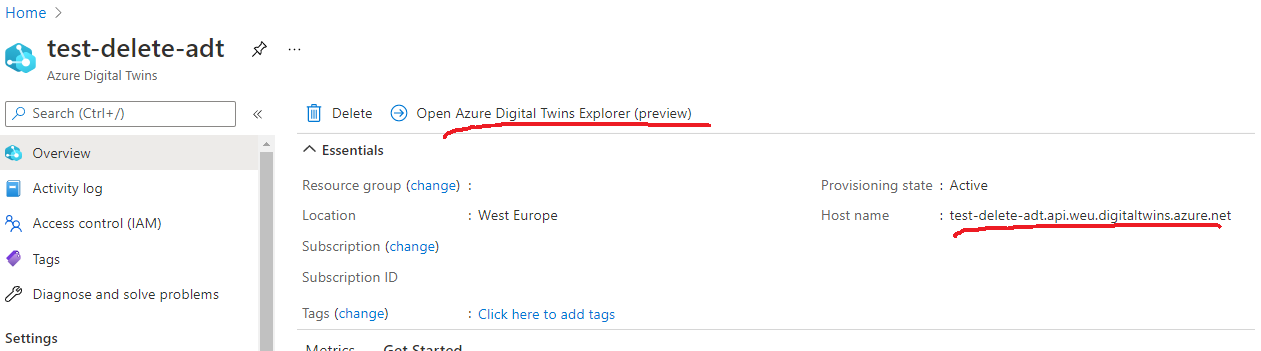 Home >
test-delete-adt ...
Azure Digital Twins
Search (Ctrl+/) «
Delete Open Azure Digital Twins Explorer (preview)
Overview
Activity log
Access control (IAM)
Tags
Diagnose and solve problems
Settings
Essentials
Resource group (change) :
Location : West Europe
Subscription (change)
Subscription ID
Tags (change) : Click here to add tags
Provisioning state : Active
Host name : test-delete-adt.api.weu.digitaltwins.azure.net
Metrics Get Started